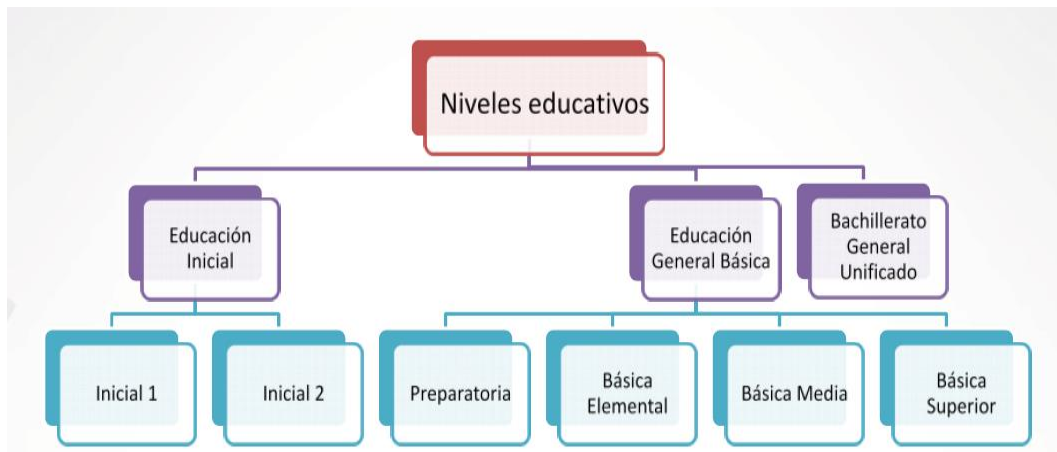 Niveles educativos
Educación
Inicial
Educación
General Básica
Bachillerato
General
Unificado
Inicial 1
Inicial 2
Preparatoria
Básica
Elemental
Básica Media
Básica
Superior